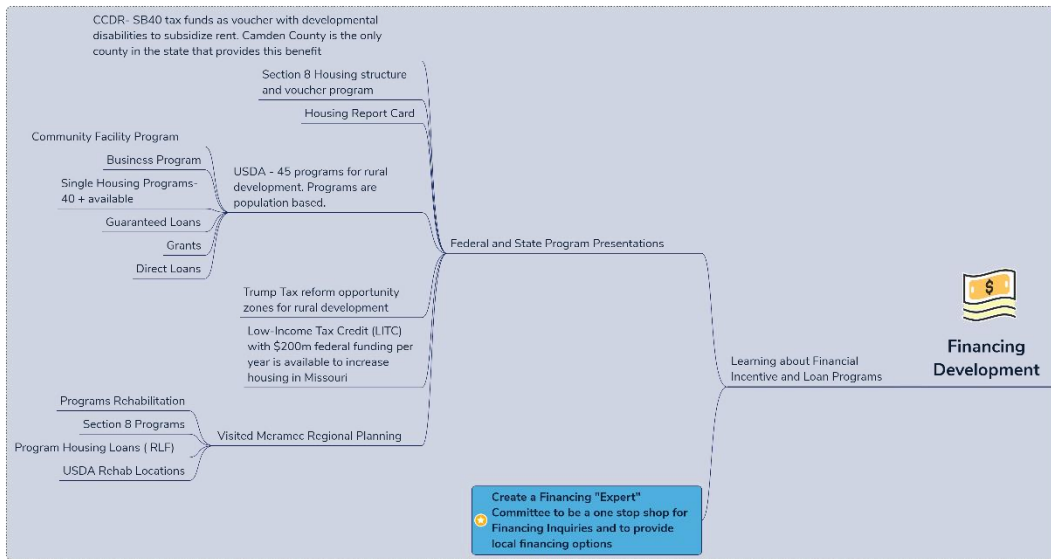 CCDR- SB40 tax funds as voucher with developmental
disabilities to subsidize rent. Camden County is the only
county in the state that provides this benefit
Section 8 Housing structure
and voucher program
Housing Report Card
Community Facility Program
Business Program
Single Housing Programs-
40 + available
Guaranteed Loans
Grants
Direct Loans
USDA - 45 programs for rural
development. Programs are
population based.
Federal and State Program Presentations
Trump Tax reform opportunity
zones for rural development
Low-Income Tax Credit (LITC)
with $200m federal funding per
year is available to increase
housing in Missouri
Programs Rehabilitation
Section 8 Programs
Program Housing Loans ( RLF)
USDA Rehab Locations
Visited Meramec Regional Planning
Learning about Financial
Incentive and Loan Programs
$
Financing
Development
Create a Financing "Expert"
Committee to be a one stop shop for
Financing Inquiries and to provide
local financing options